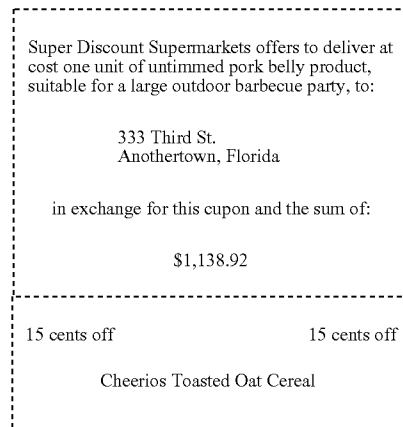 Super Discount Supermarkets offers to deliver at
cost one unit of untimmed pork belly product,
suitable for a large outdoor barbecue party, to:
333 Third St.
Anothertown, Florida
in exchange for this cupon and the sum of:
$1,138.92
15 cents off 15 cents off
Cheerios Toasted Oat Cereal